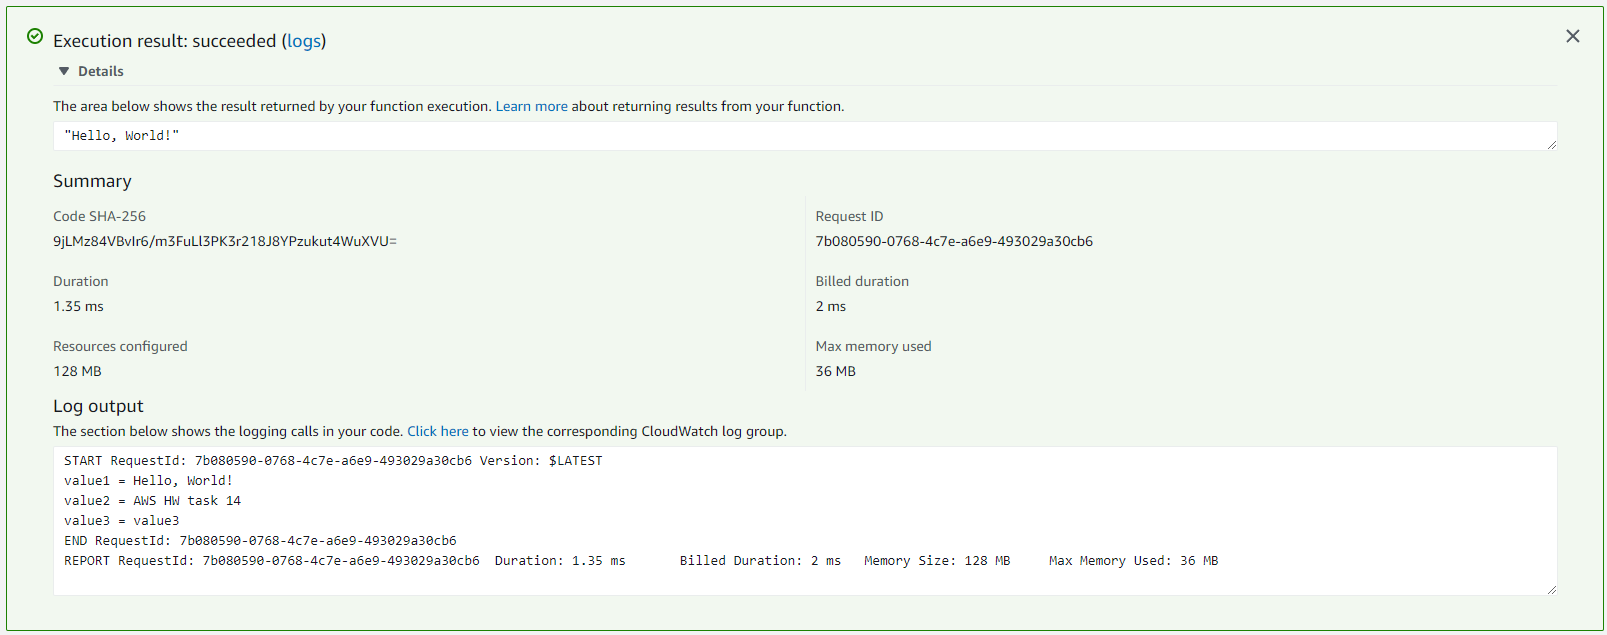 Execution result: succeeded (logs)
Details
The area below shows the result returned by your function execution. Learn more about returning results from your function.
"Hello, World!"
Summary
Code SHA-256
9jLMz84VBvIr6/m3FuLl3PK3r218J8YPzukut4WuXVU=
Request ID
7b080590-0768-4c7e-a6e9-493029a30cb6
Duration
1.35 ms
Billed duration
2 ms
Resources configured
128 MB
Max memory used
36 MB
Log output
The section below shows the logging calls in your code. Click here to view the corresponding CloudWatch log group.
START RequestId: 7b080590-0768-4c7e-a6e9-493029a30cb6 Version: $LATEST
value1 = Hello, World!
value2 = AWS HW task 14
value3 = value3
END RequestId: 7b080590-0768-4c7e-a6e9-493029a30cb6
REPORT RequestId: 7b080590-0768-4c7e-a6e9-493029a30cb6 Duration: 1.35 ms Billed Duration: 2 ms Memory Size: 128 MB Max Memory Used: 36 MB